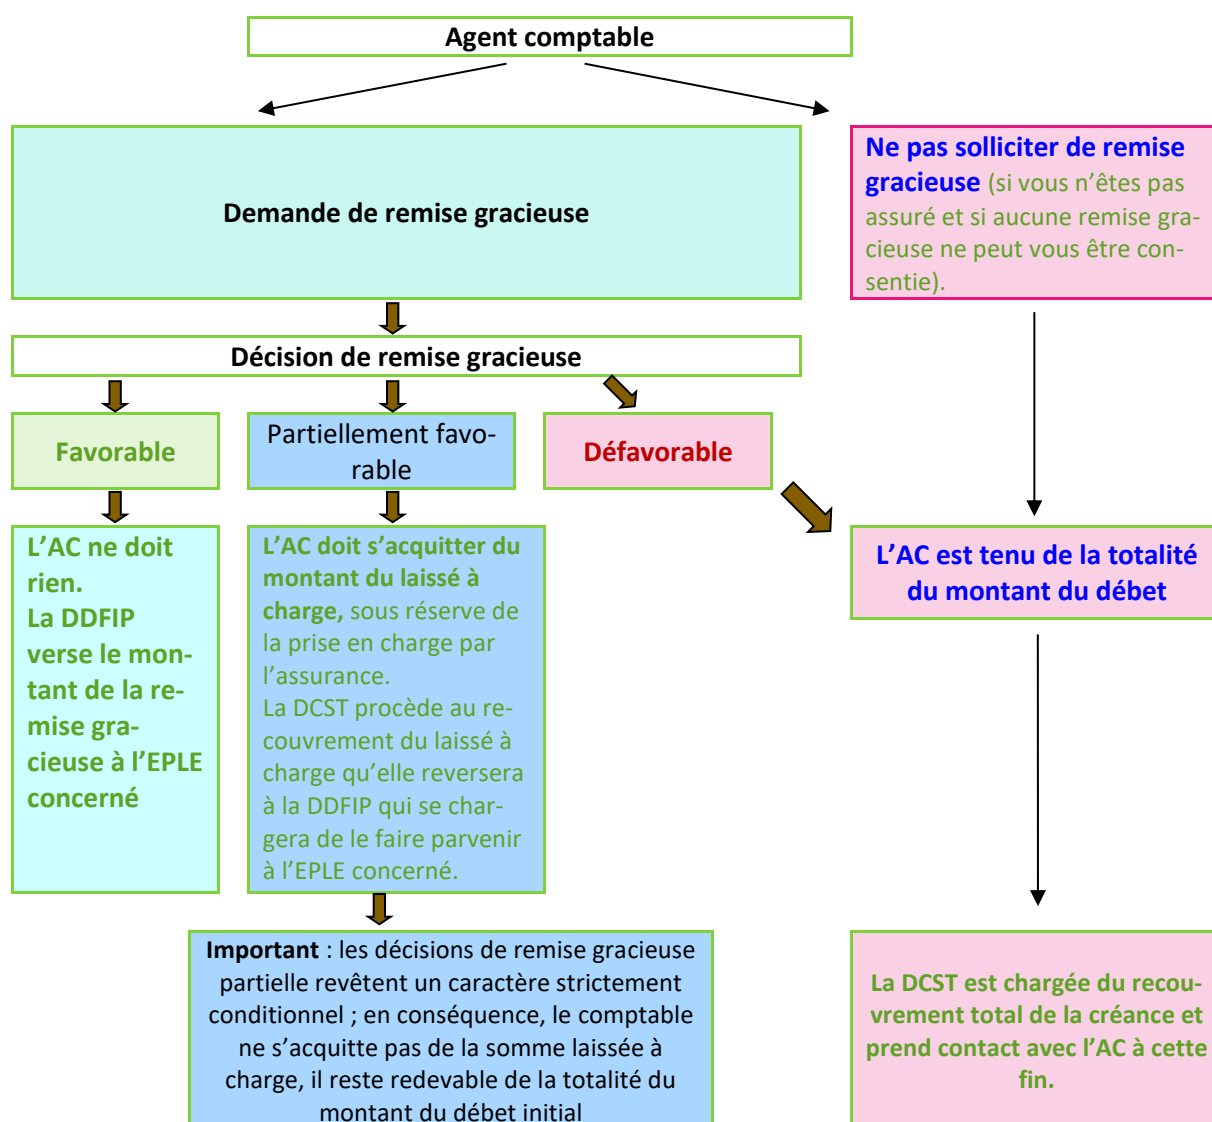 Agent comptable
Demande de remise gracieuse
Ne pas solliciter de remise
gracieuse (si vous n’êtes pas
assuré et si aucune remise gra-
cieuse ne peut vous être con-
sentie).
Décision de remise gracieuse
Favorable
Partiellement favo-
rable
Défavorable
L’AC ne doit
rien.
La DDFIP
verse le mon-
tant de la re-
mise gra-
cieuse à l’EPLE
concerné
L’AC doit s’acquitter du
montant du laissé à
charge, sous réserve de
la prise en charge par
l’assurance.
La DCST procède au re-
couvrement du laissé à
charge qu’elle reversera
à la DDFIP qui se char-
gera de le faire parvenir
à l’EPLE concerné.
L’AC est tenu de la totalité
du montant du débet
Important : les décisions de remise gracieuse
partielle revêtent un caractère strictement
conditionnel ; en conséquence, le comptable
ne s’acquitte pas de la somme laissée à
charge, il reste redevable de la totalité du
montant du débet initial
La DCST est chargée du recou-
vrement total de la créance et
prend contact avec l’AC à cette
fin.